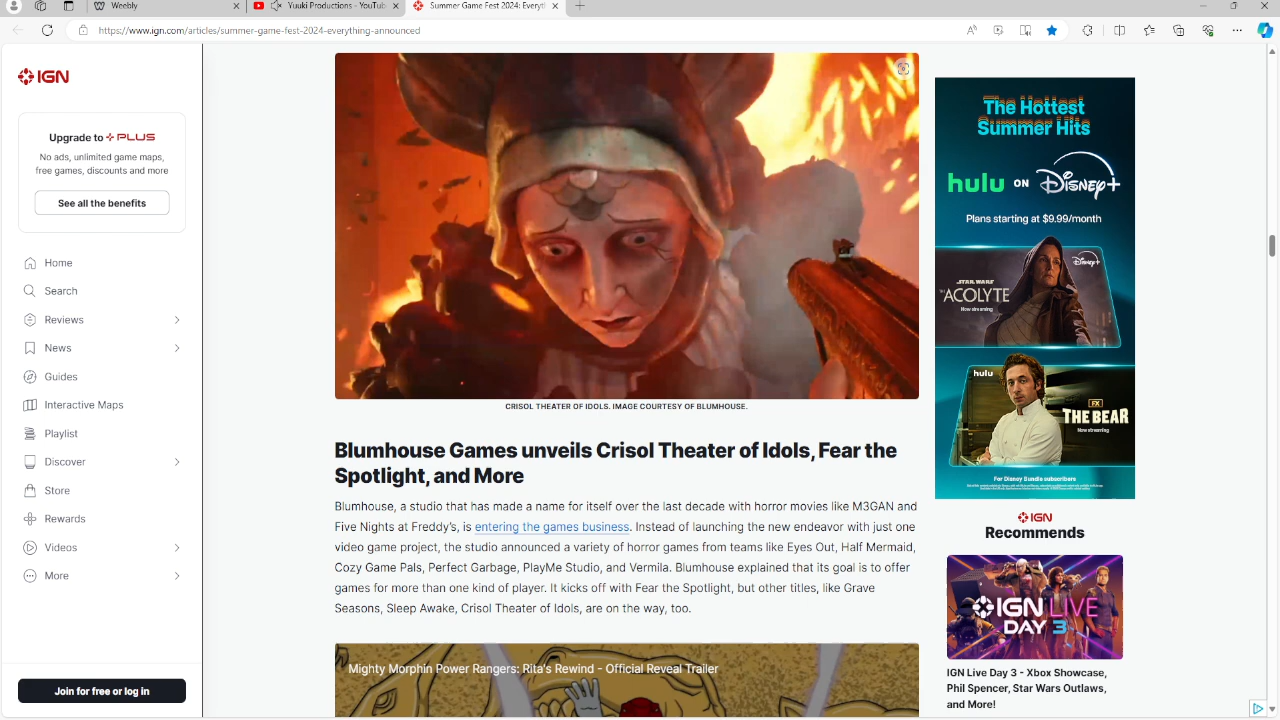 Weebly
Yuuki Productions - YouTub
Summer Game Fest 2024: Everyt
https://www.ign.com/articles/summer-game-fest-2024-everything-announced
IGN
Upgrade to PLUS
No ads, unlimited game maps,
free games, discounts and more
See all the benefits
Home
Search
Reviews
News
Guides
Interactive Maps
Playlist
Discover
Store
Rewards
Videos
More
Join for free or log in
CRISOL THEATER OF IDOLS. IMAGE COURTESY OF BLUMHOUSE.
Blumhouse Games unveils Crisol Theater of Idols, Fear the
Spotlight, and More
Blumhouse, a studio that has made a name for itself over the last decade with horror movies like M3GAN and
Five Nights at Freddy's, is entering the games business. Instead of launching the new endeavor with just one
video game project, the studio announced a variety of horror games from teams like Eyes Out, Half Mermaid,
Cozy Game Pals, Perfect Garbage, PlayMe Studio, and Vermila. Blumhouse explained that its goal is to offer
games for more than one kind of player. It kicks off with Fear the Spotlight, but other titles, like Grave
Seasons, Sleep Awake, Crisol Theater of Idols, are on the way, too.
Mighty Morphin Power Rangers: Rita's Rewind - Official Reveal Trailer
The Hottest
Summer Hits
hulu ON Disney+
Plans starting at $9.99/month
Disney+
STAR WARS
THE ACOLYTE
Now streaming
hulu
FX
THE BEAR
Now streaming
For Disney Bundle subscribers
IGN
Recommends
IGN LIVE
DAY 3
IGN Live Day 3 - Xbox Showcase,
Phil Spencer, Star Wars Outlaws,
and More!